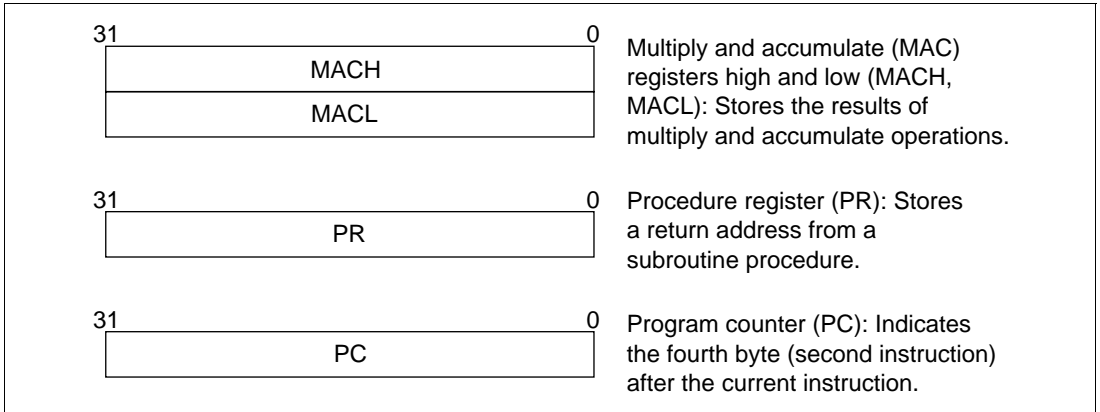 31 0
MACH
MACL
Multiply and accumulate (MAC)
registers high and low (MACH,
MACL): Stores the results of
multiply and accumulate operations.
31 0
PR
Procedure register (PR): Stores
a return address from a
subroutine procedure.
31 0
PC
Program counter (PC): Indicates
the fourth byte (second instruction)
after the current instruction.